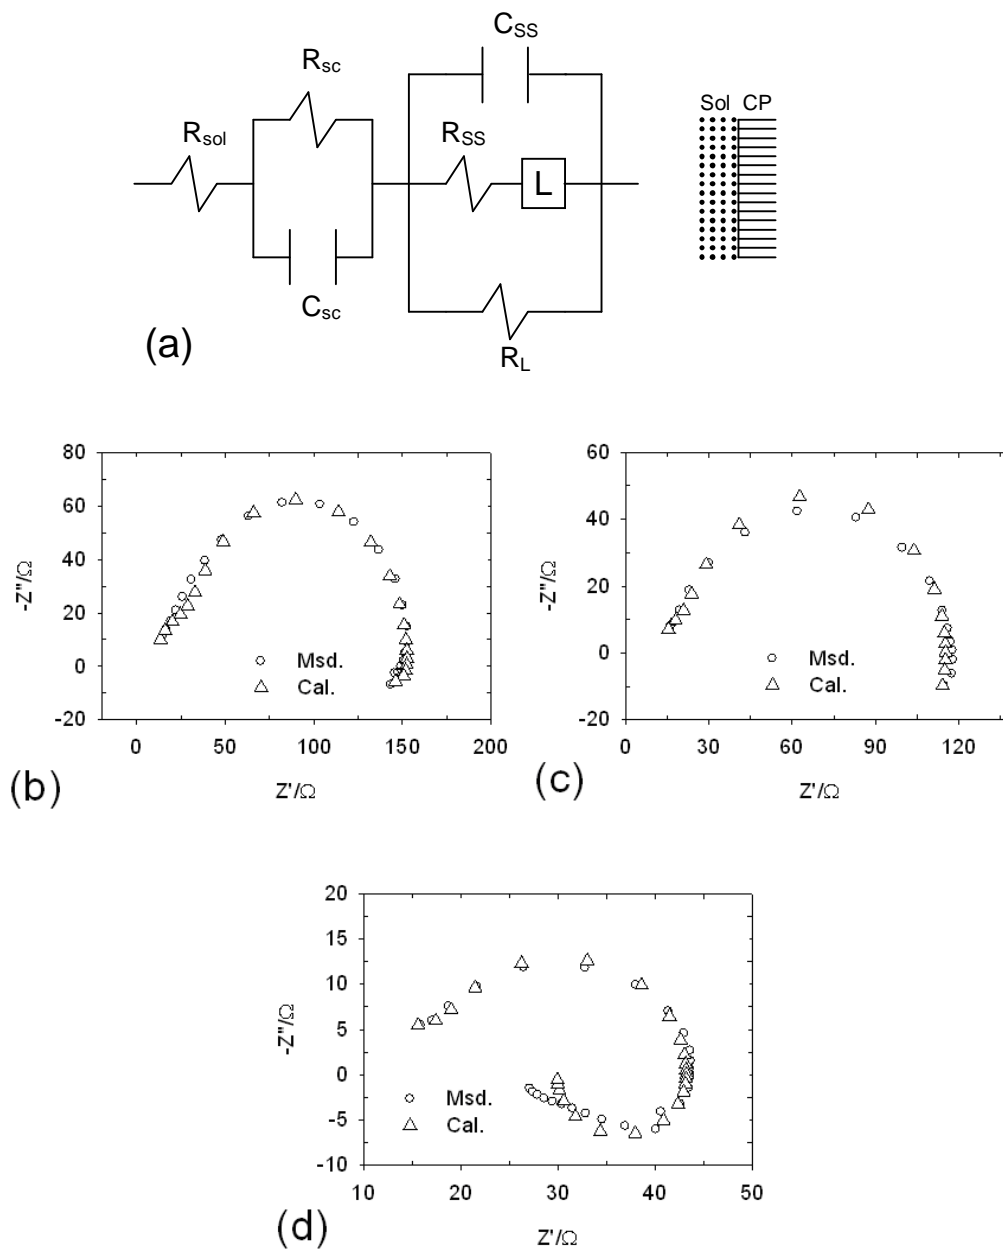 C_SS
R_sc
Sol CP
R_sol
R_SS
L
C_sc
(a)
R_L
80
60
40
20
0
-20
-Z"/Ω
Msd.
Cal.
0 50 100 150 200
Z'/Ω
(b)
60
40
20
0
-20
-Z"/Ω
Msd.
Cal.
0 30 60 90 120
Z'/Ω
(c)
20
15
10
5
0
-5
-10
-Z"/Ω
Msd.
Cal.
10 20 30 40 50
Z'/Ω
(d)